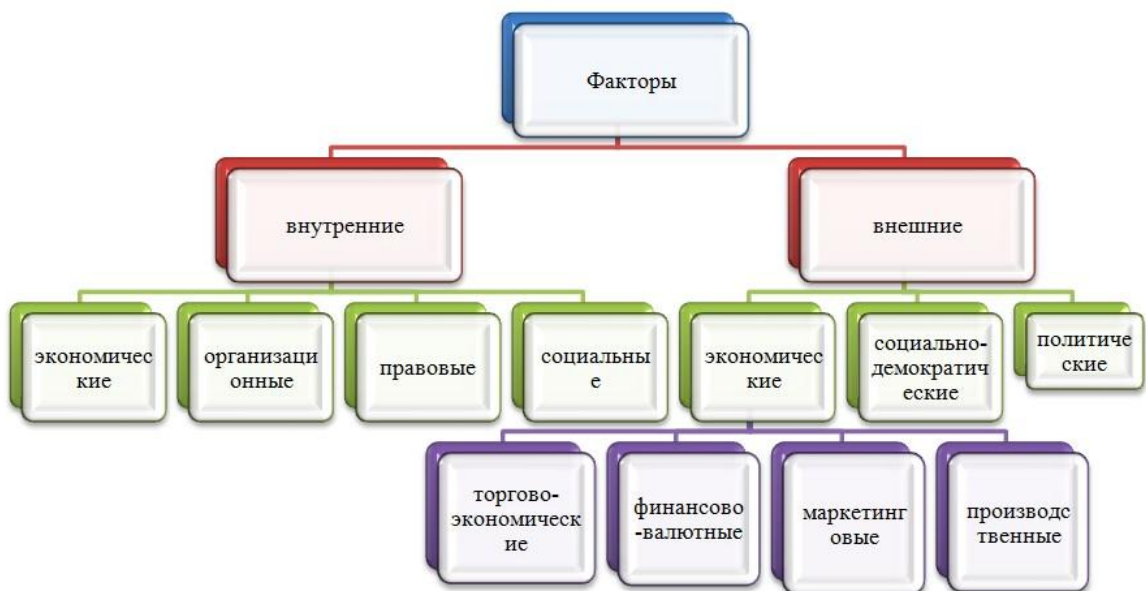 Факторы
внутренние
внешние
экономичес
кие
организаци
онные
правовые
социальны
е
экономичес
кие
социально-
демократич
еские
политиче
ские
торгово-
экономическ
ие
финансово
-валютные
маркетинг
овые
производс
твенные